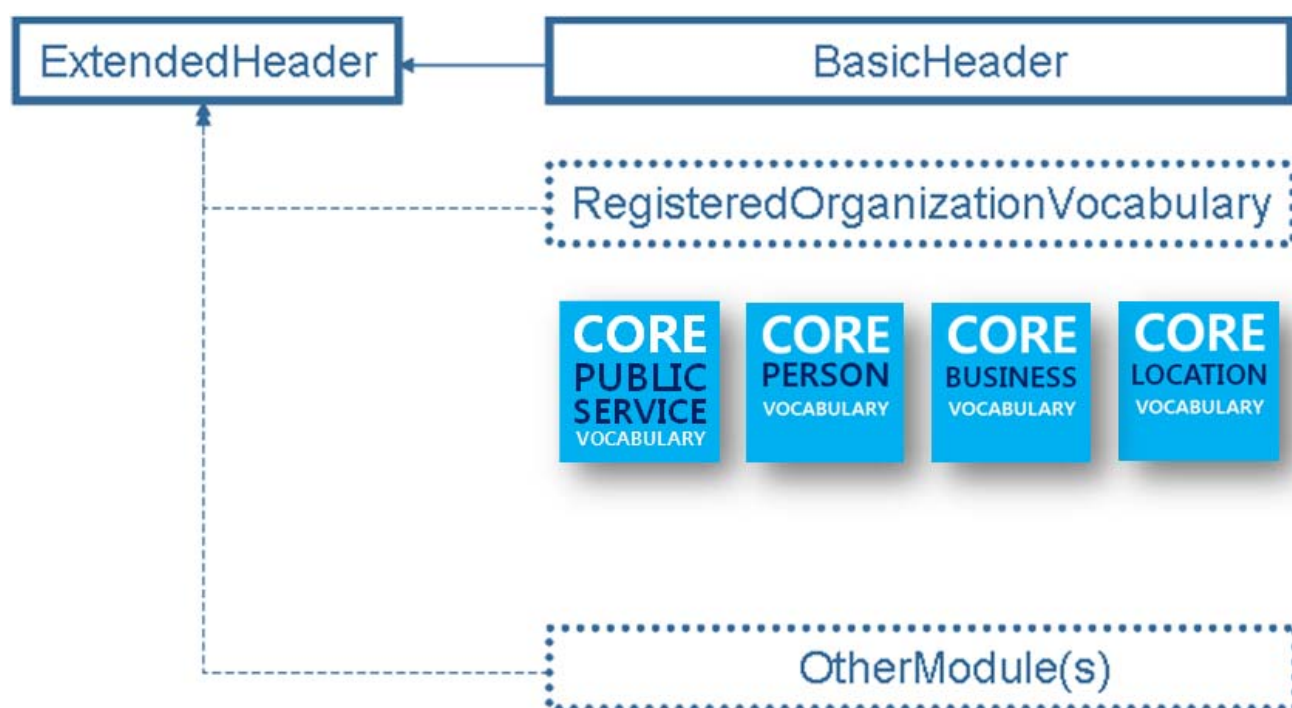 ExtendedHeader
BasicHeader
RegisteredOrganizationVocabulary
CORE
PUBLIC
SERVICE
VOCABULARY
CORE
PERSON
VOCABULARY
CORE
BUSINESS
VOCABULARY
CORE
LOCATION
VOCABULARY
OtherModule(s)